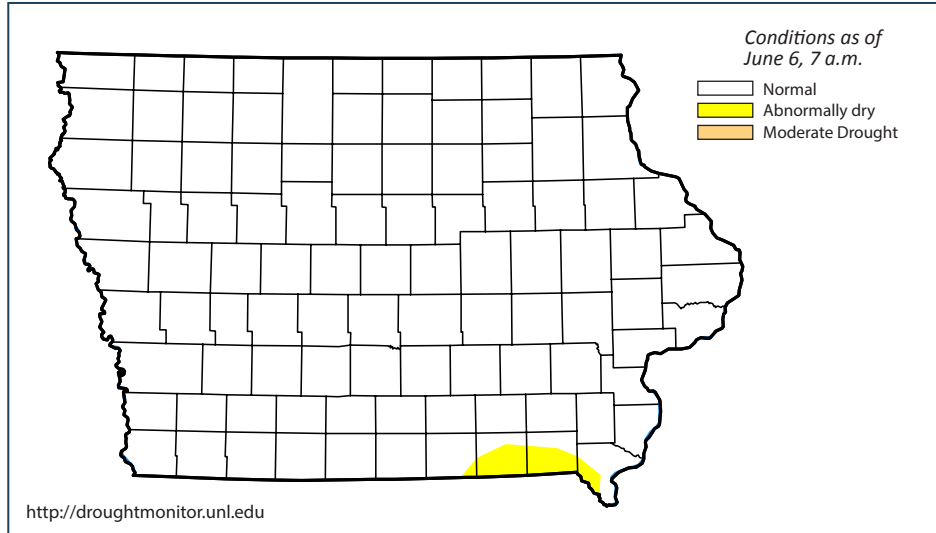 Conditions as of
June 6, 7 a.m.
Normal
Abnormally dry
Moderate Drought
http://droughtmonitor.unl.edu